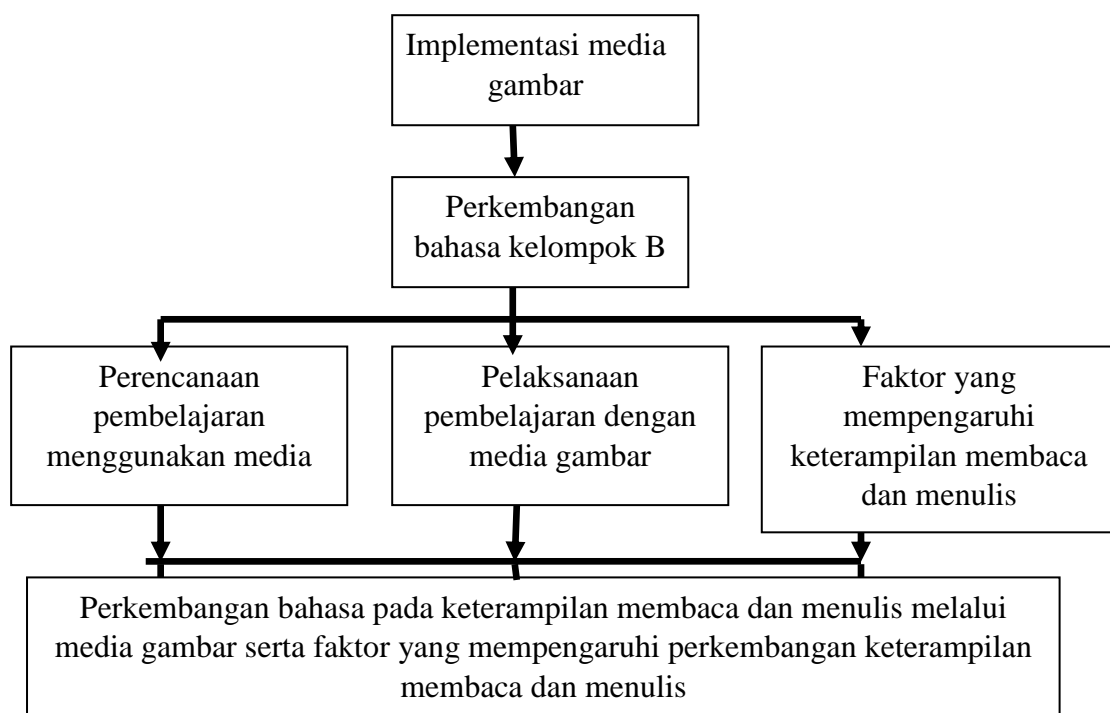 Implementasi media
gambar
Perkembangan
bahasa kelompok B
Perencanaan
pembelajaran
menggunakan media
Pelaksanaan
pembelajaran dengan
media gambar
Faktor yang
mempengaruhi
keterampilan membaca
dan menulis
Perkembangan bahasa pada keterampilan membaca dan menulis melalui
media gambar serta faktor yang mempengaruhi perkembangan keterampilan
membaca dan menulis